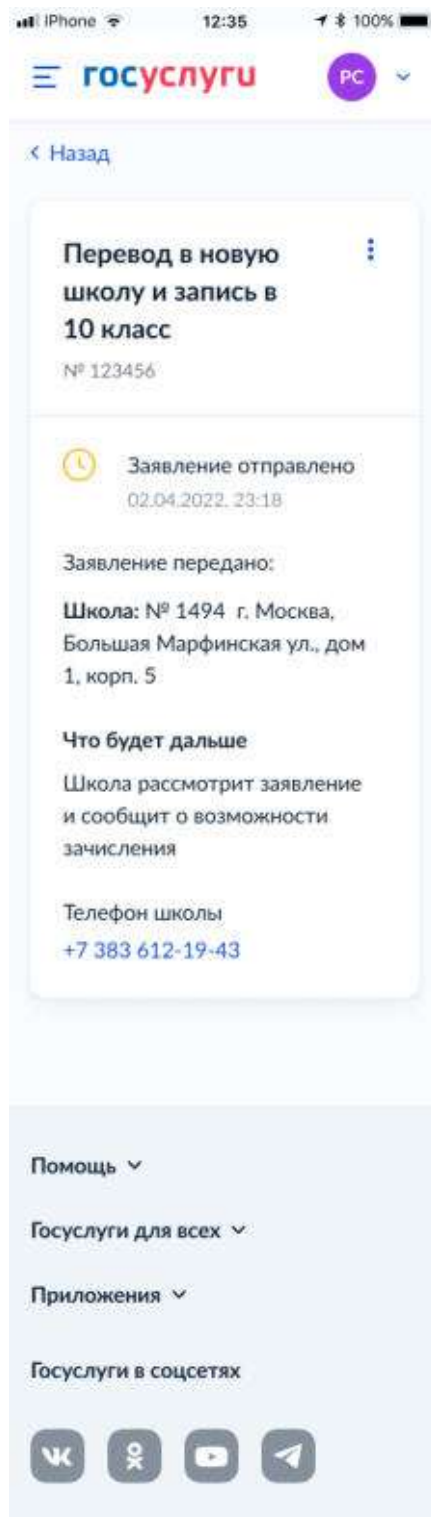 iPhone 12:35 100%
госуслуги РС
Назад
Перевод в новую
школу и запись в
10 класс
№ 123456
Заявление отправлено
02.04.2022, 23:18
Заявление передано:
Школа: № 1494 г. Москва,
Большая Марфинская ул., дом
1, корп. 5
Что будет дальше
Школа рассмотрит заявление
и сообщит о возможности
зачисления
Телефон школы
+7 383 612-19-43
Помощь
Госуслуги для всех
Приложения
Госуслуги в соцсетях